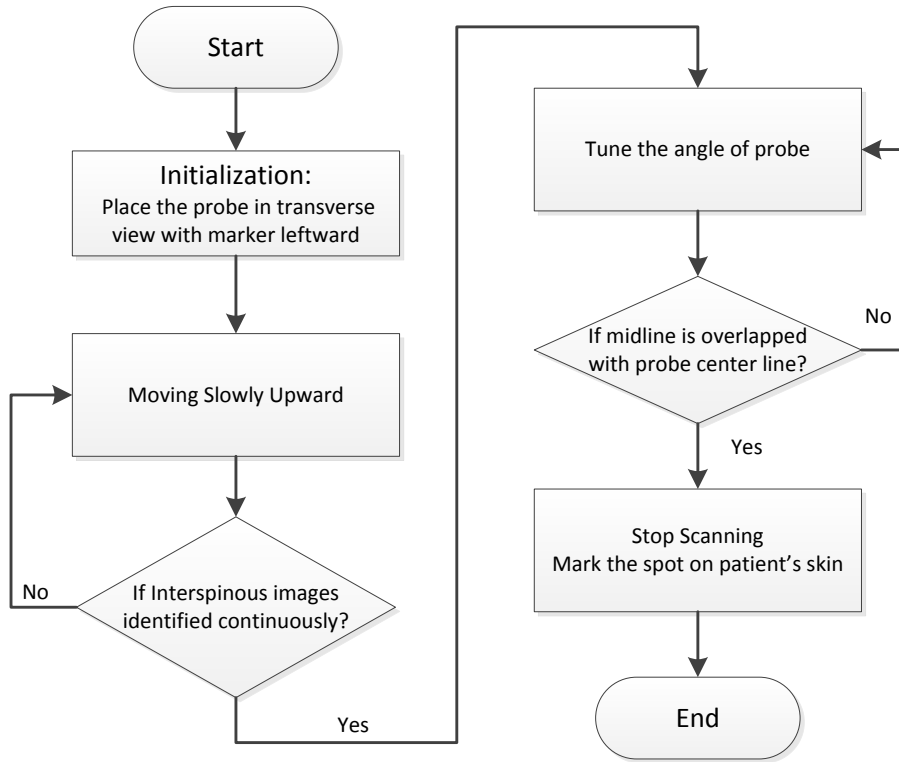 Start
Initialization:
Place the probe in transverse
view with marker leftward
Moving Slowly Upward
If Interspinous images
identified continuously?
No
Yes
Tune the angle of probe
If midline is overlapped
with probe center line?
No
Yes
Stop Scanning
Mark the spot on patient’s skin
End